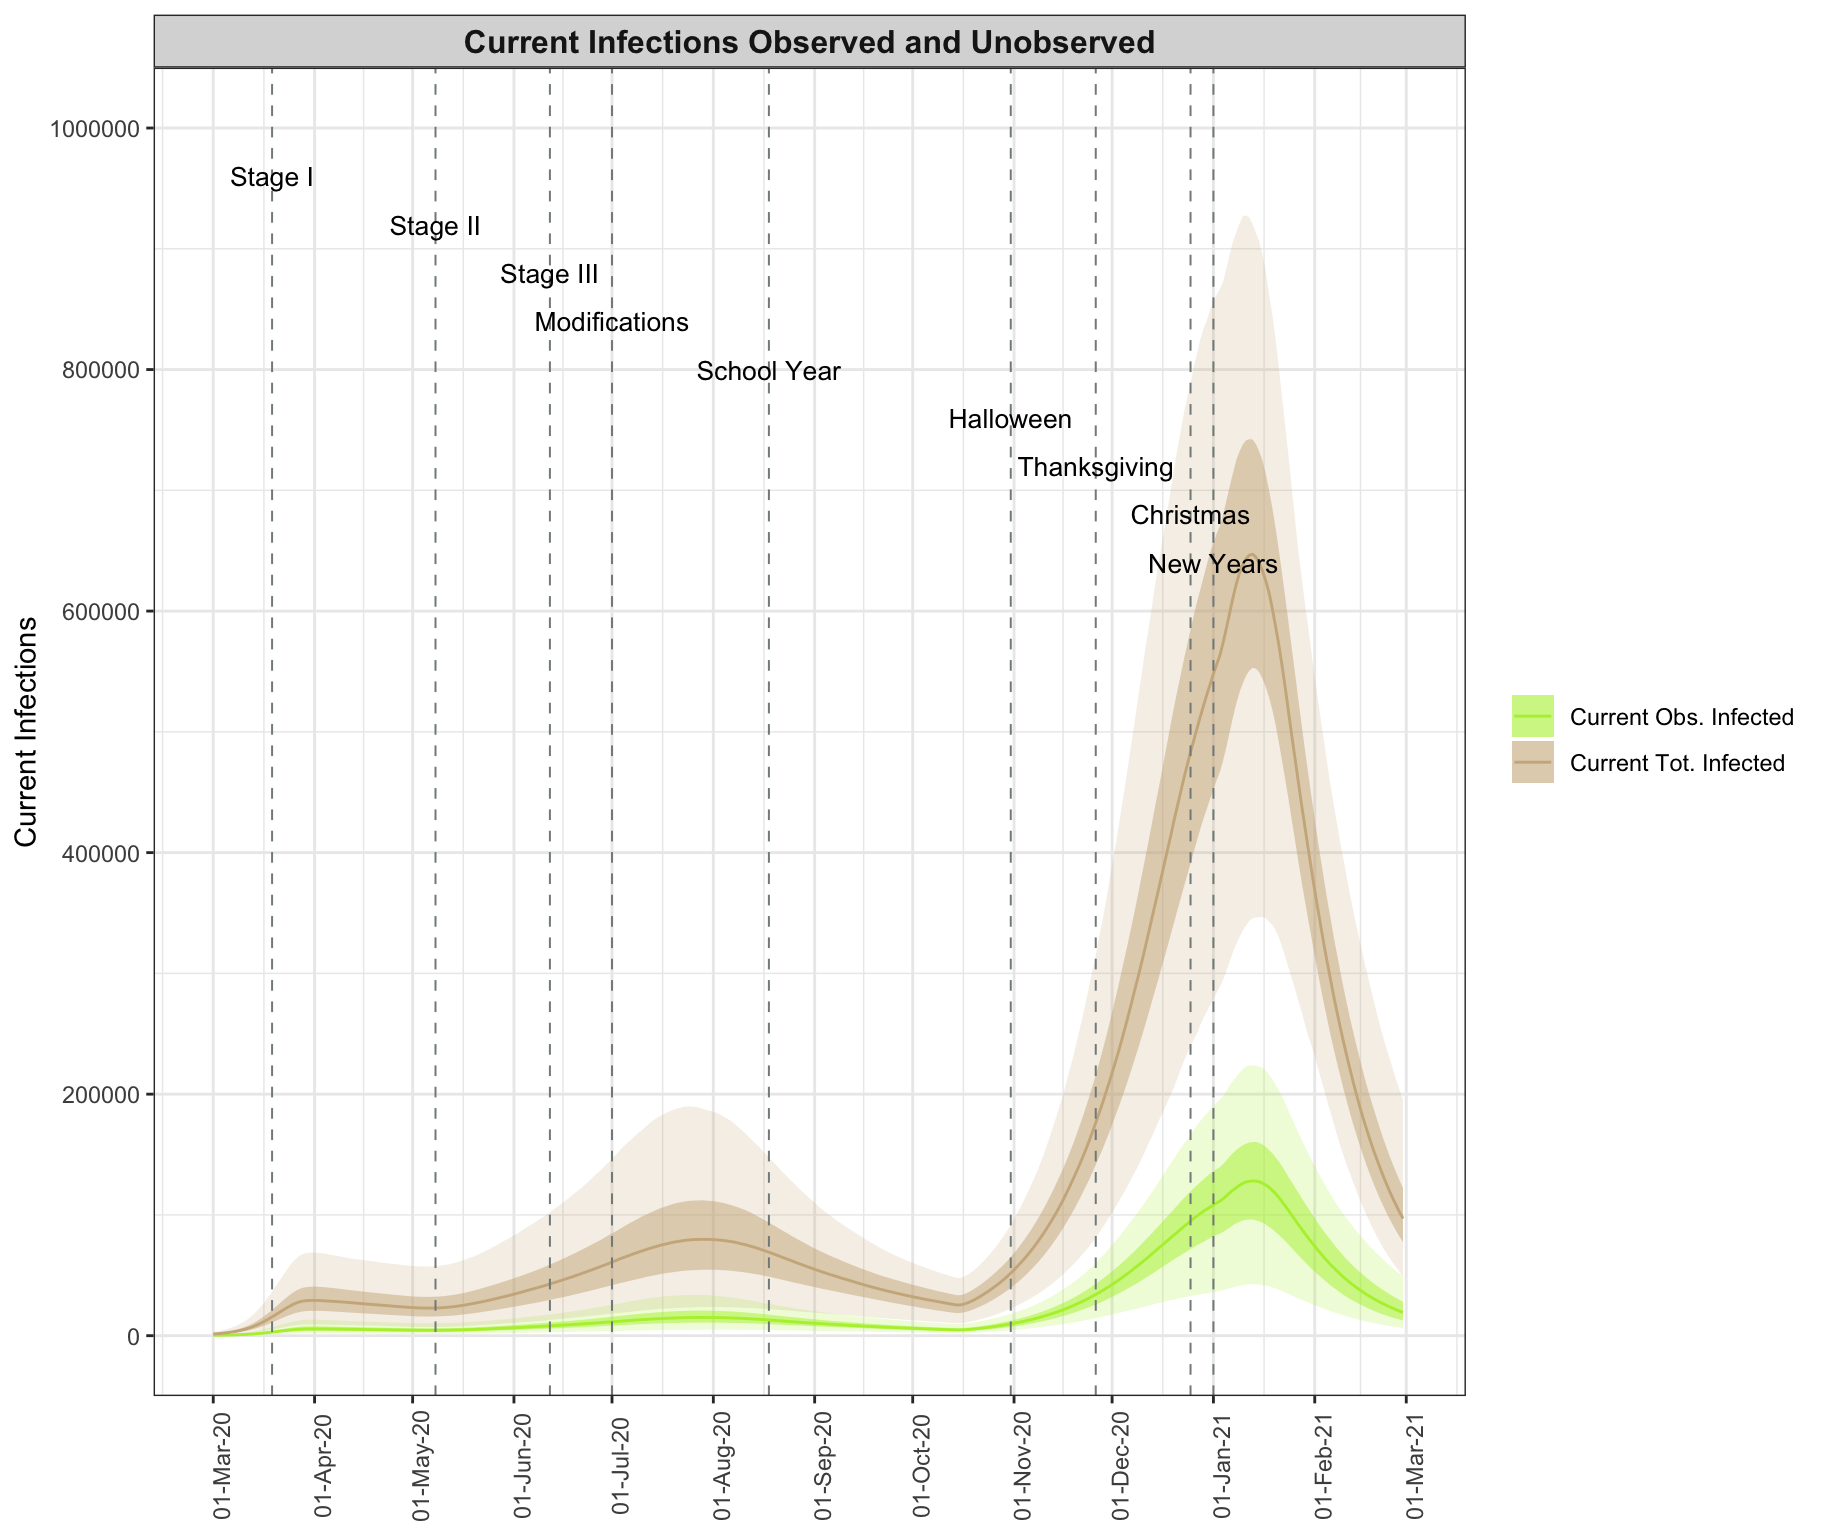 Current Infections Observed and Unobserved
1000000
800000
600000
400000
200000
0
Current Infections
Stage I
Stage II
Stage III
Modifications
School Year
Halloween
Thanksgiving
Christmas
New Years
01-Mar-20
01-Apr-20
01-May-20
01-Jun-20
01-Jul-20
01-Aug-20
01-Sep-20
01-Oct-20
01-Nov-20
01-Dec-20
01-Jan-21
01-Feb-21
01-Mar-21
Current Obs. Infected
Current Tot. Infected